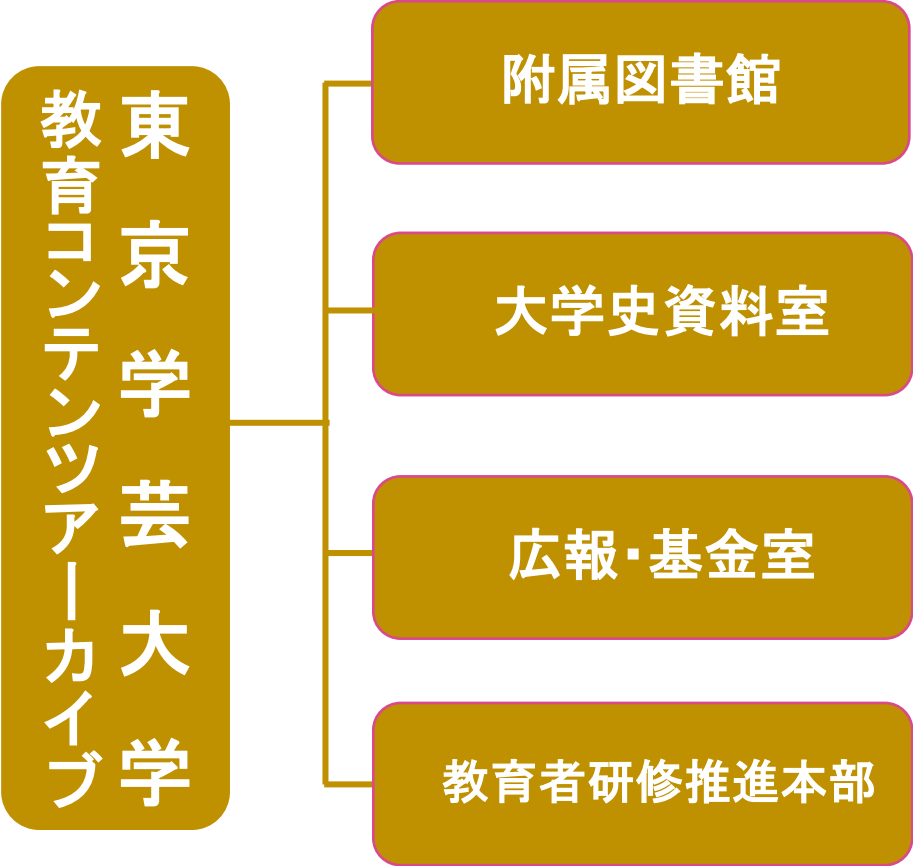 東京学芸大学
教育コンテンツアーカイブ
附属図書館
大学史資料室
広報・基金室
教育者研修推進本部